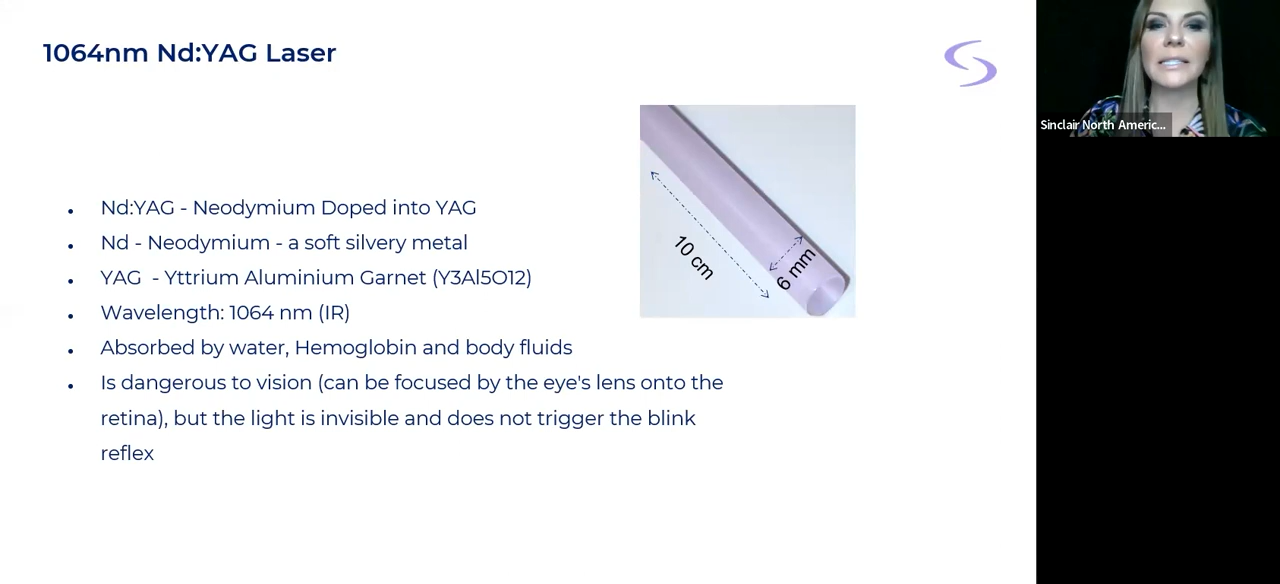 1064nm Nd:YAG Laser
Sinclair North Americ...
10 cm
6 mm
Nd:YAG - Neodymium Doped into YAG
Nd - Neodymium - a soft silvery metal
YAG  - Yttrium Aluminium Garnet (Y3Al5O12)
Wavelength: 1064 nm (IR)
Absorbed by water, Hemoglobin and body fluids
Is dangerous to vision (can be focused by the eye's lens onto the
retina), but the light is invisible and does not trigger the blink
reflex